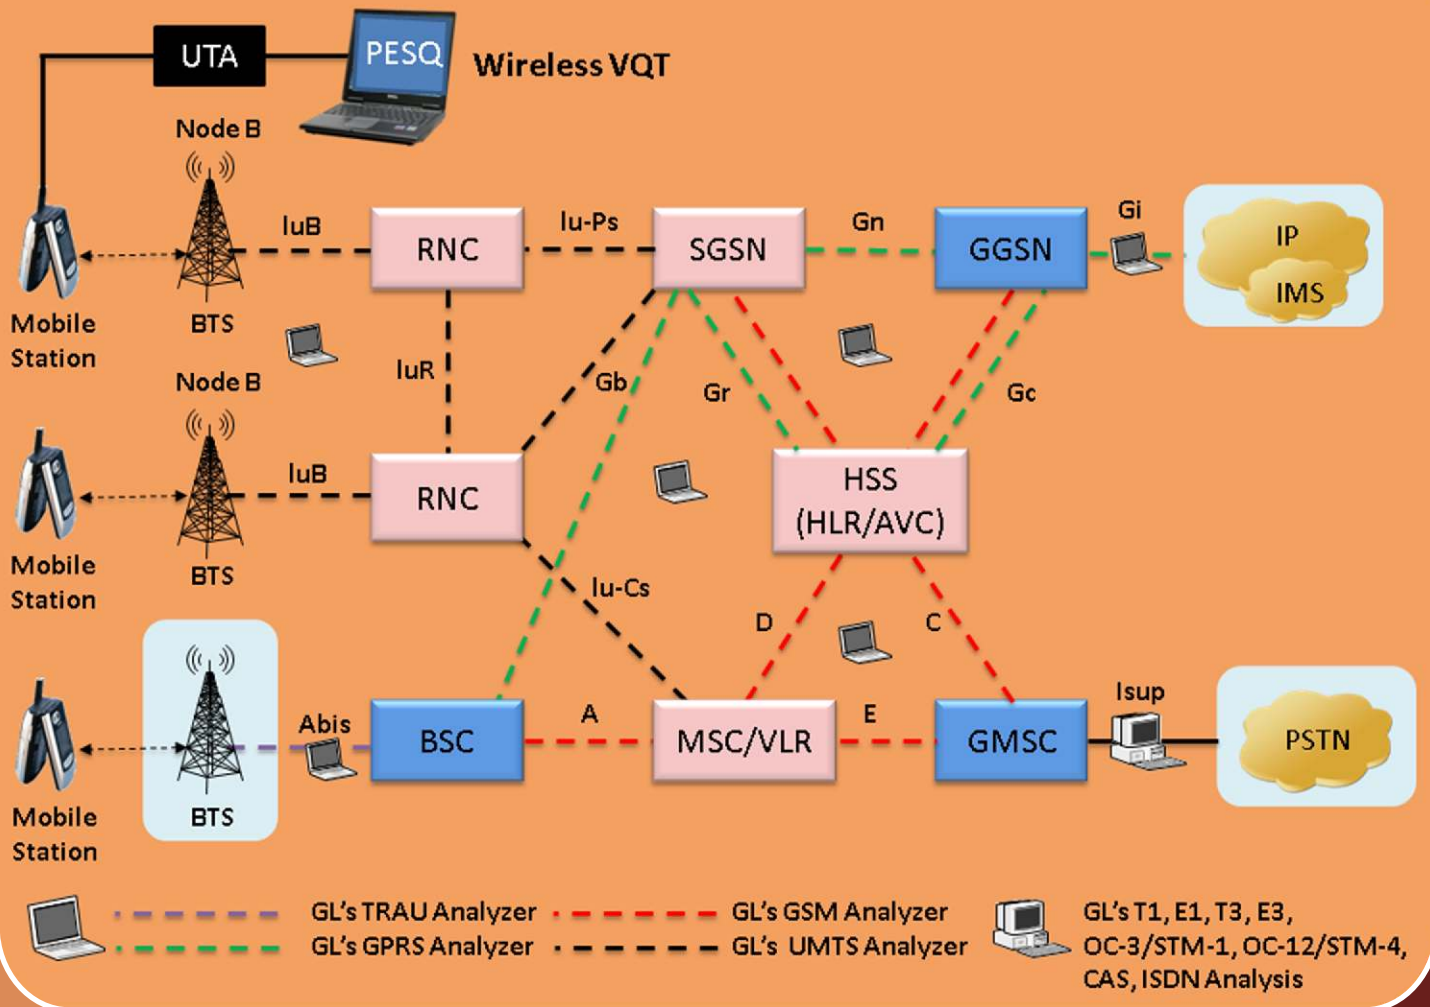 UTA
PESQ
Wireless VQT
Node B
IuB
RNC
Iu-Ps
SGSN
Gn
GGSN
Gi
IP
IMS
Mobile
Station
BTS
Node B
IuR
Gb
Gr
Gc
IuB
RNC
HSS
(HLR/AVC)
Mobile
Station
BTS
Iu-Cs
D
C
Abis
BSC
A
MSC/VLR
E
GMSC
Isup
PSTN
Mobile
Station
BTS
GL's TRAU Analyzer
GL's GSM Analyzer
GL's GPRS Analyzer
GL's UMTS Analyzer
GL's T1, E1, T3, E3,
OC-3/STM-1, OC-12/STM-4,
CAS, ISDN Analysis